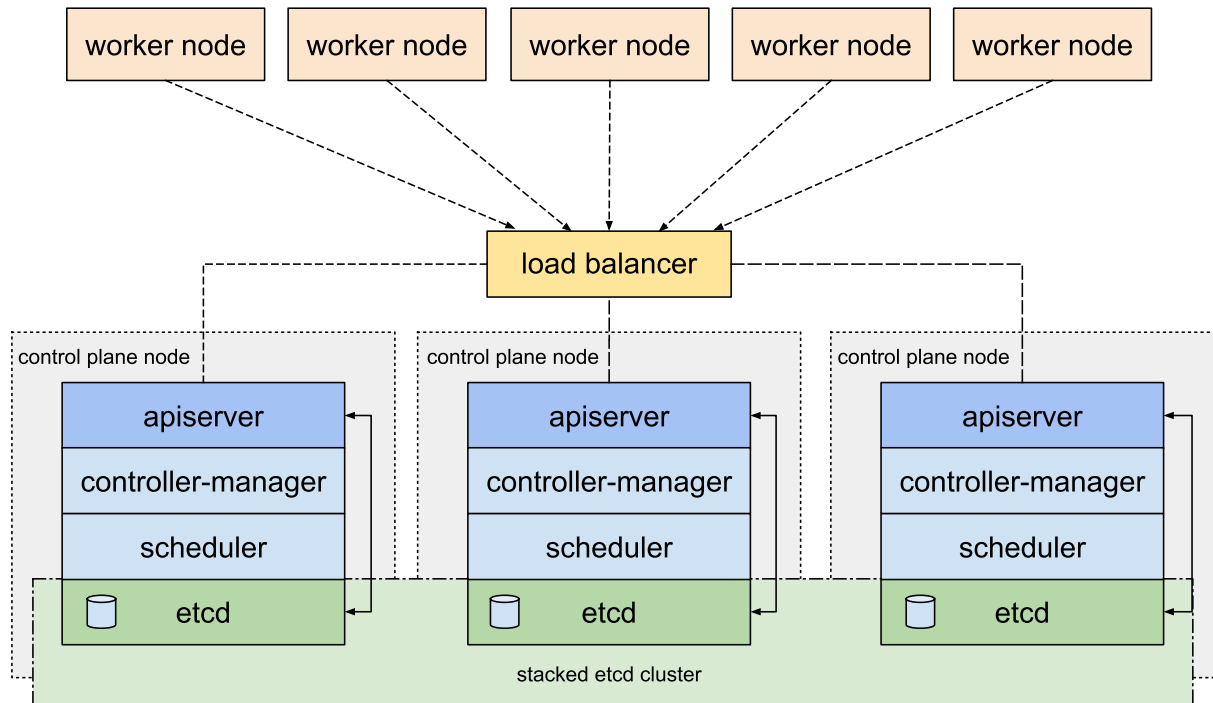 worker node
worker node
worker node
worker node
worker node
load balancer
control plane node
apiserver
controller-manager
scheduler
etcd
control plane node
apiserver
controller-manager
scheduler
etcd
control plane node
apiserver
controller-manager
scheduler
etcd
stacked etcd cluster